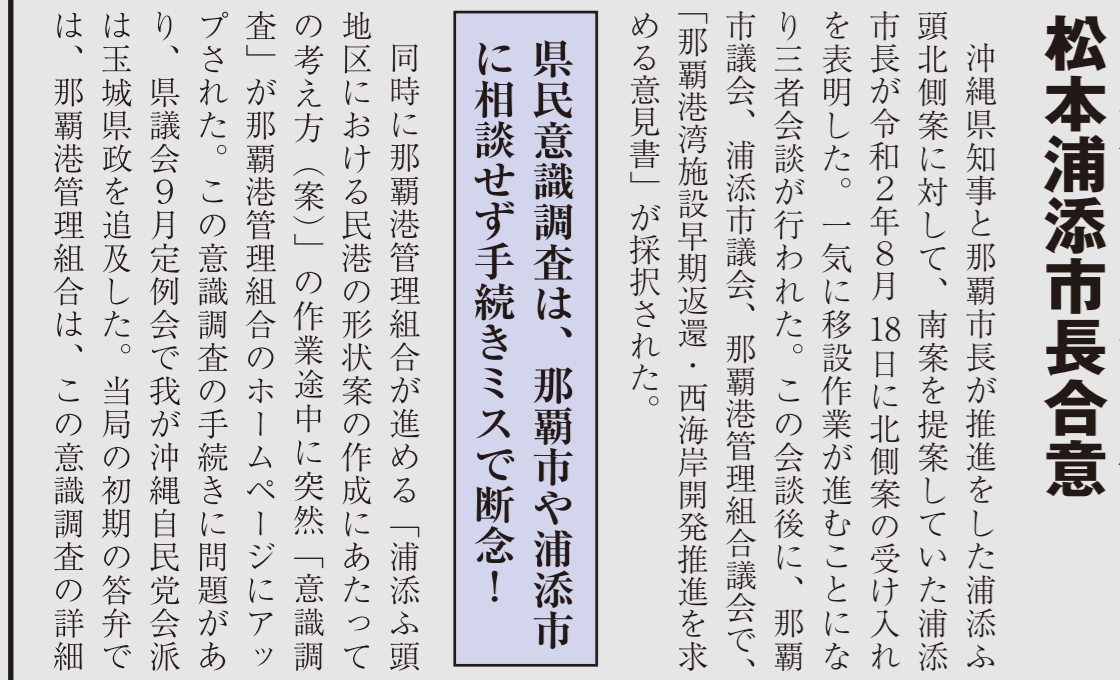 松本浦添市長合意
沖縄県知事と那覇市長が推進をした浦添ふ
頭北側案に対して、南案を提案していた浦添
市長が令和２年８月18日に北側案の受け入れ
を表明した。一気に移設作業が進むことにな
り三者会談が行われた。この会談後に、那覇
市議会、浦添市議会、那覇港管理組合議会で、
「那覇港湾施設早期返還・西海岸開発推進を求
める意見書」が採択された。
県民意識調査は、那覇市や浦添市
に相談せず手続きミスで断念！
同時に那覇港管理組合が進める「浦添ふ頭
地区における民港の形状案の作成にあたって
の考え方（案）」の作業途中に突然「意識調
査」が那覇港管理組合のホームページにアッ
プされた。この意識調査の手続きに問題があ
り、県議会９月定例会で我が沖縄自民党会派
は玉城県政を追及した。当局の初期の答弁で
は、那覇港管理組合は、この意識調査の詳細